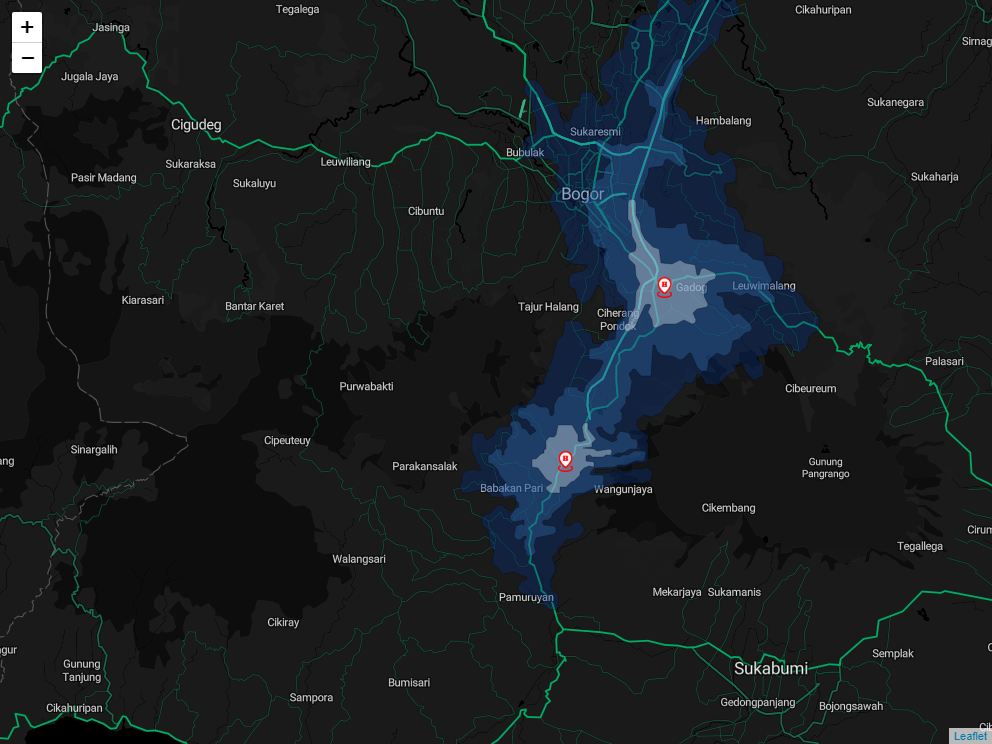 Tegalega
Cikahuripan
+
Jasinga
Sirnag
−
Jugala Jaya
Sukanegara
Hambalang
Cigudeg
Sukaresmi
Bubulak
Leuwiliang
Sukaraksa
Pasir Madang
Sukaluyu
Sukaharja
Bogor
Cibuntu
H
Gadog
Leuwimalang
Kiarasari
Bantar Karet
Tajur Halang
Ciherang
Pondok
Palasari
Purwabakti
Cibeureum
Cipeuteuy
Sinargalih
ang
Parakansalak
H
Gunung
Pangrango
Babakan Pari
Wangunjaya
Cikembang
Cirum
Tegallega
Walangsari
Mekarjaya
Sukamanis
Pamuruyan
Cikiray
ngur
Semplak
C
Gunung
Tanjung
Sukabumi
Bumisari
Sampora
Gedongpanjang
Bojongsawah
Cikahuripan
Cib
Leaflet